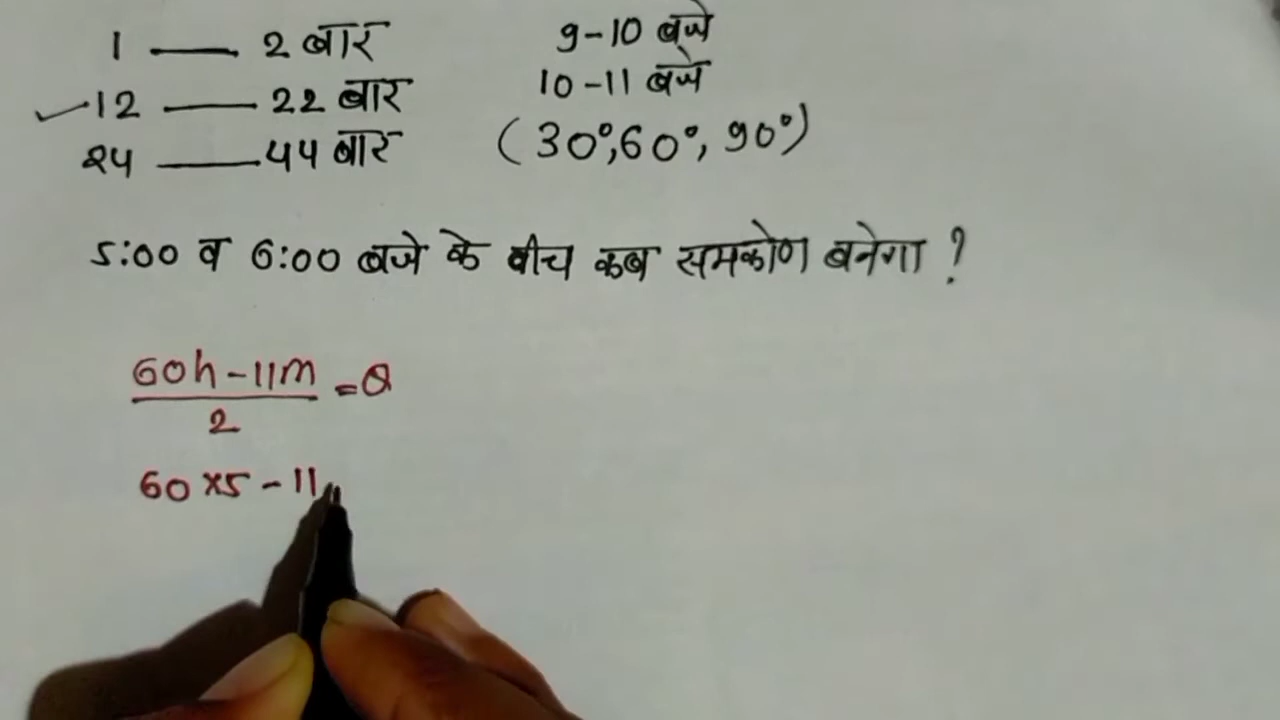 1 — 2 बार
12 — 22 बार
24 — 44 बार
9-10 बजे
10-11 बजे
(30°,60°, 90°)
5:00 व 6:00 बजे के बीच कब समकोण बनेगा ?
60h-11m
2
=θ
60×5-11